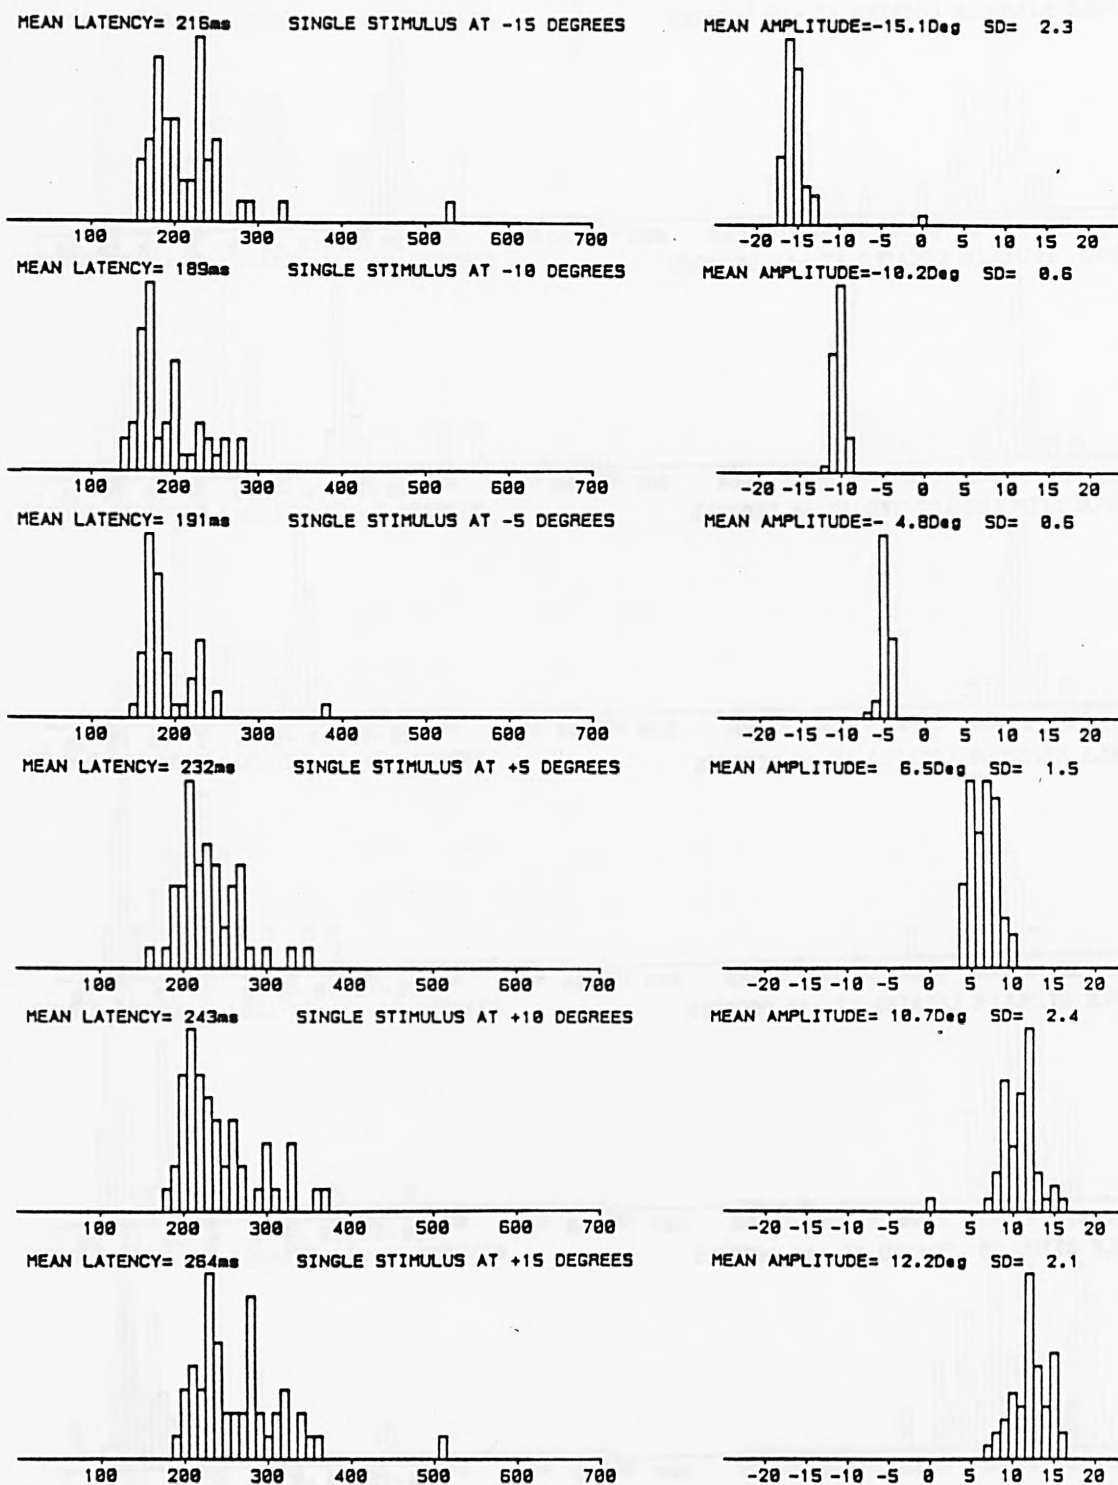 MEAN LATENCY= 216ms SINGLE STIMULUS AT -15 DEGREES MEAN AMPLITUDE=-15.1Deg SD= 2.3
100 200 300 400 500 600 700 -20 -15 -10 -5 0 5 10 15 20
MEAN LATENCY= 189ms SINGLE STIMULUS AT -10 DEGREES MEAN AMPLITUDE=-10.2Deg SD= 0.6
100 200 300 400 500 600 700 -20 -15 -10 -5 0 5 10 15 20
MEAN LATENCY= 191ms SINGLE STIMULUS AT -5 DEGREES MEAN AMPLITUDE=- 4.8Deg SD= 0.6
100 200 300 400 500 600 700 -20 -15 -10 -5 0 5 10 15 20
MEAN LATENCY= 232ms SINGLE STIMULUS AT +5 DEGREES MEAN AMPLITUDE= 6.5Deg SD= 1.5
100 200 300 400 500 600 700 -20 -15 -10 -5 0 5 10 15 20
MEAN LATENCY= 243ms SINGLE STIMULUS AT +10 DEGREES MEAN AMPLITUDE= 10.7Deg SD= 2.4
100 200 300 400 500 600 700 -20 -15 -10 -5 0 5 10 15 20
MEAN LATENCY= 264ms SINGLE STIMULUS AT +15 DEGREES MEAN AMPLITUDE= 12.2Deg SD= 2.1
100 200 300 400 500 600 700 -20 -15 -10 -5 0 5 10 15 20